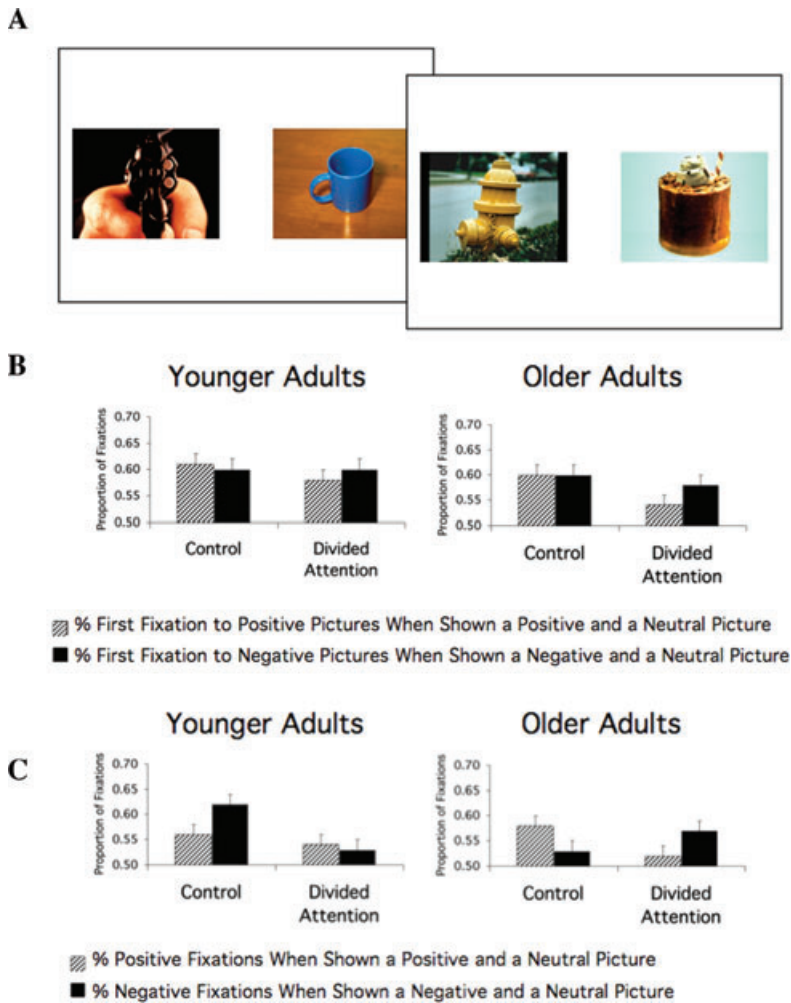 A
B
Younger Adults
Older Adults
Proportion of Fixations
0.70
0.65
0.60
0.55
0.50
Control
Divided
Attention
Proportion of Fixations
0.70
0.65
0.60
0.55
0.50
Control
Divided
Attention
% First Fixation to Positive Pictures When Shown a Positive and a Neutral Picture
% First Fixation to Negative Pictures When Shown a Negative and a Neutral Picture
C
Younger Adults
Older Adults
Proportion of Fixations
0.70
0.65
0.60
0.55
0.50
Control
Divided
Attention
Proportion of Fixations
0.70
0.65
0.60
0.55
0.50
Control
Divided
Attention
% Positive Fixations When Shown a Positive and a Neutral Picture
% Negative Fixations When Shown a Negative and a Neutral Picture